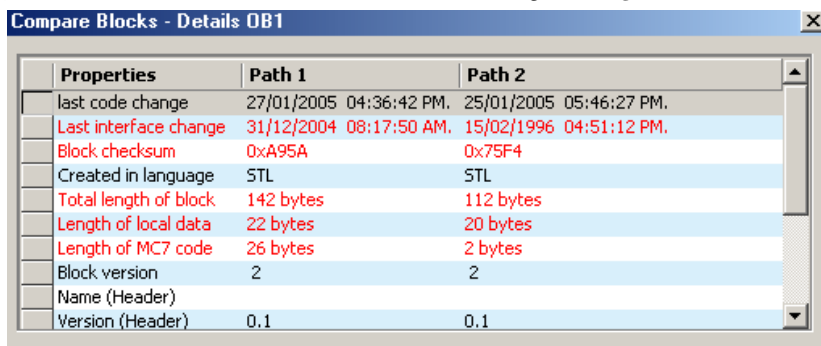 Compare Blocks - Details OB1
Properties Path 1 Path 2
last code change 27/01/2005 04:36:42 PM. 25/01/2005 05:46:27 PM.
Last interface change 31/12/2004 08:17:50 AM. 15/02/1996 04:51:12 PM.
Block checksum 0xA95A 0x75F4
Created in language STL STL
Total length of block 142 bytes 112 bytes
Length of local data 22 bytes 20 bytes
Length of MC7 code 26 bytes 2 bytes
Block version 2 2
Name (Header)
Version (Header) 0.1 0.1